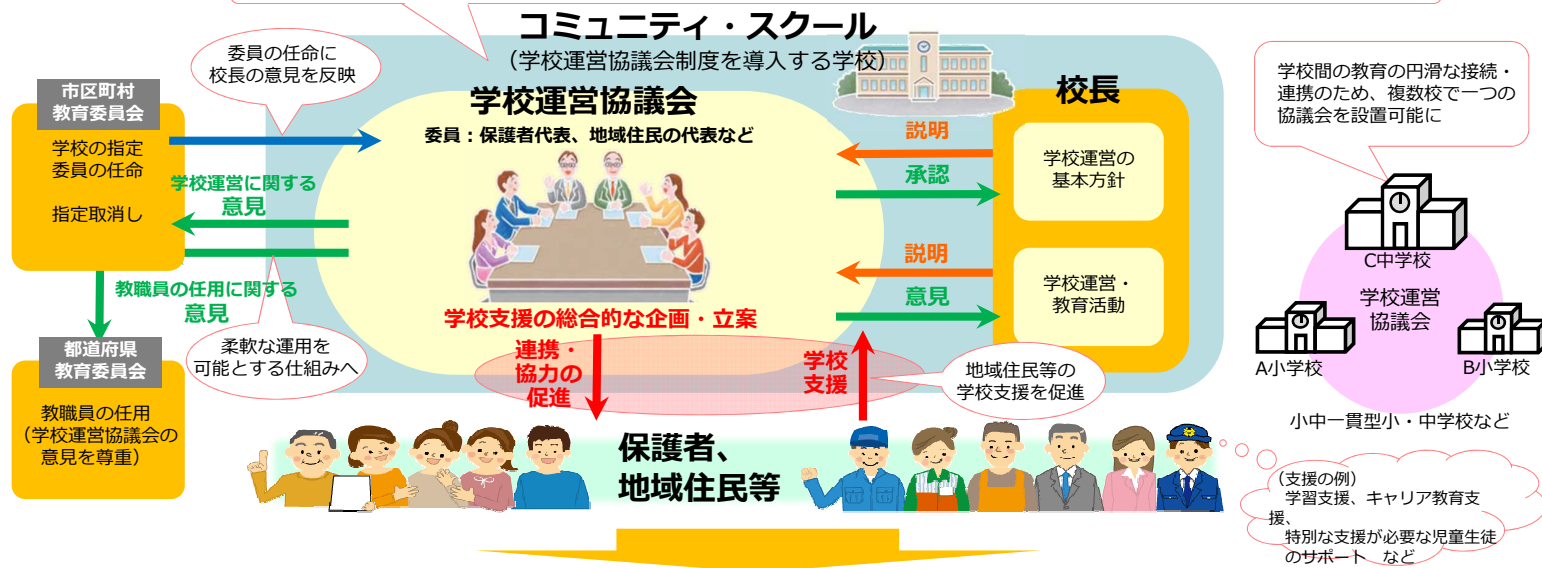 コミュニティ・スクール
（学校運営協議会制度を導入する学校）
委員の任命に
校長の意見を反映
市区町村
教育委員会
学校の指定
委員の任命
指定取消し
学校運営に関する
意見
教職員の任用に関する
意見
都道府県
教育委員会
教職員の任用
（学校運営協議会の
意見を尊重）
柔軟な運用を
可能とする仕組みへ
学校運営協議会
委員：保護者代表、地域住民の代表など
学校支援の総合的な企画・立案
連携・
協力の
促進
学校
支援
説明
承認
説明
意見
校長
学校運営の
基本方針
学校運営・
教育活動
地域住民等の
学校支援を促進
保護者、
地域住民等
学校間の教育の円滑な接続・
連携のため、複数校で一つの
協議会を設置可能に
C中学校
学校運営
協議会
A小学校
B小学校
小中一貫型小・中学校など
（支援の例）
学習支援、キャリア教育支
援、
特別な支援が必要な児童生徒
のサポート　など